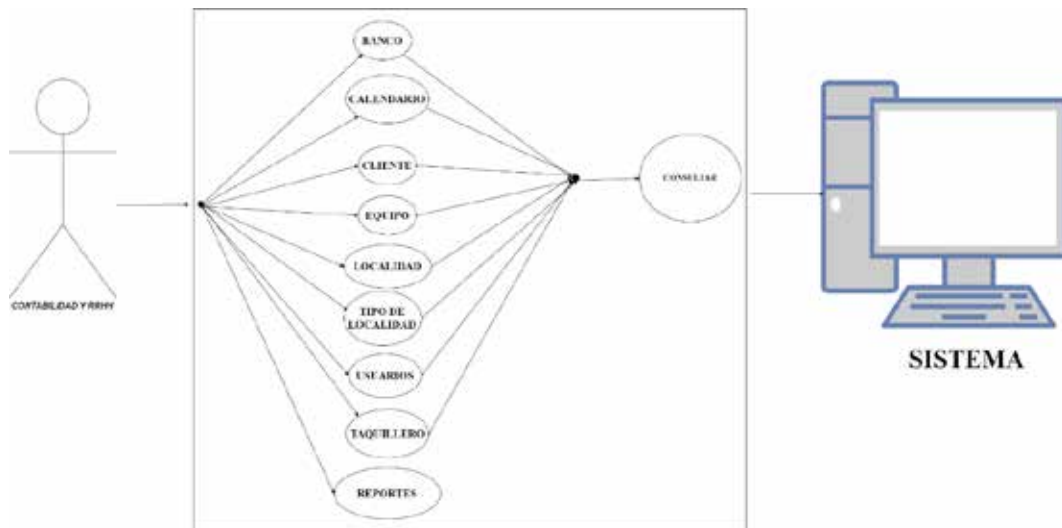 BANCO
CALENDARIO
CLIENTE
EQUIPO
LOCALIDAD
TIPO DE
LOCALIDAD
USUARIOS
TAQUILLERO
REPORTES
CONTABILIDAD Y RRHH
CONSULTAR
SISTEMA